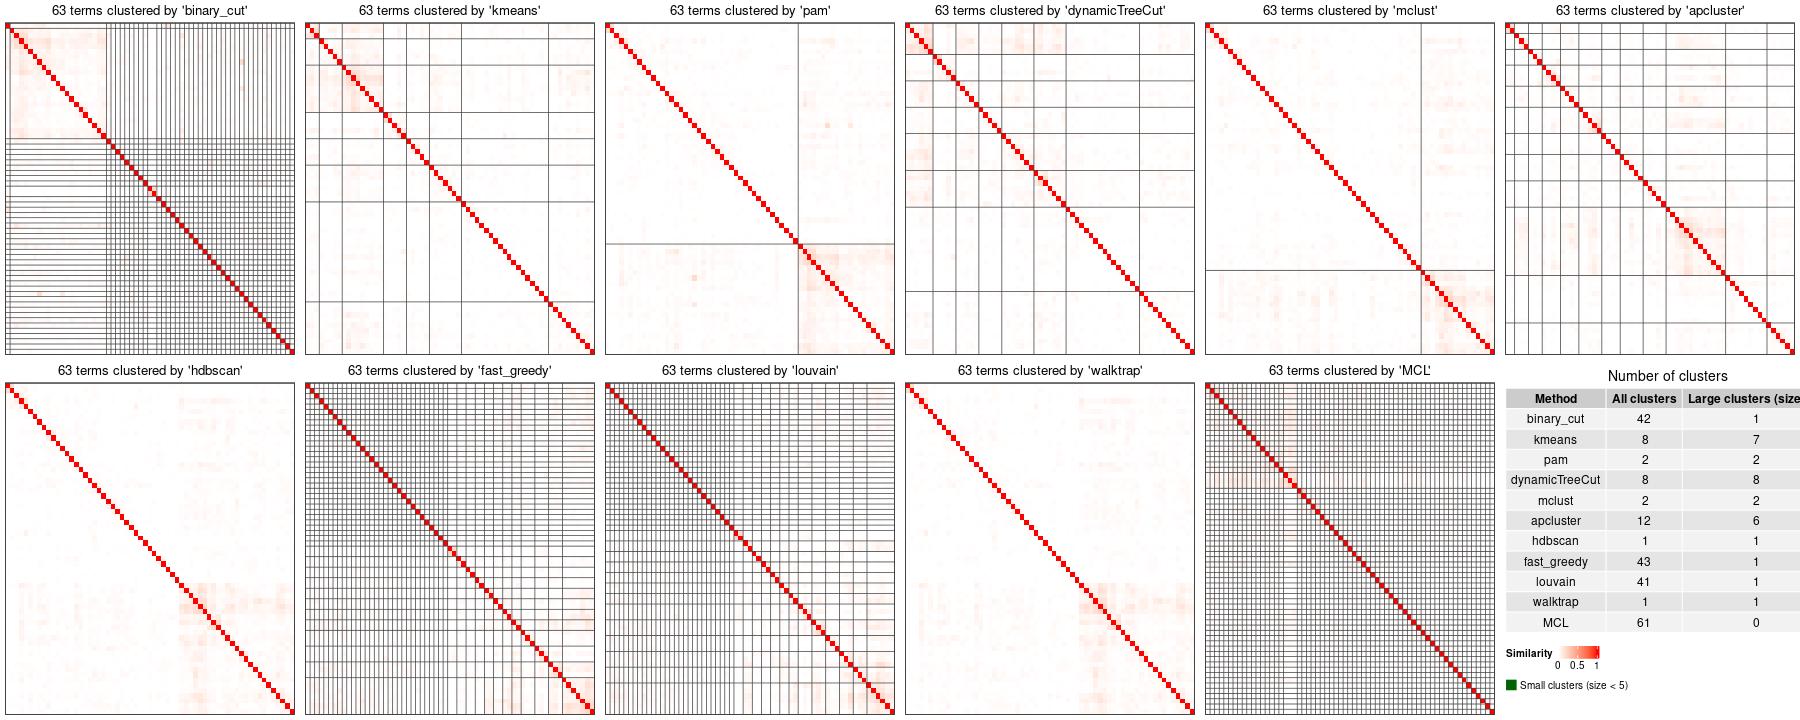 63 terms clustered by 'binary_cut'
63 terms clustered by 'kmeans'
63 terms clustered by 'pam'
63 terms clustered by 'dynamicTreeCut'
63 terms clustered by 'mclust'
63 terms clustered by 'apcluster'
63 terms clustered by 'hdbscan'
63 terms clustered by 'fast_greedy'
63 terms clustered by 'louvain'
63 terms clustered by 'walktrap'
63 terms clustered by 'MCL'
Number of clusters
Method All clusters Large clusters (size
binary_cut 42 1
kmeans 8 7
pam 2 2
dynamicTreeCut 8 8
mclust 2 2
apcluster 12 6
hdbscan 1 1
fast_greedy 43 1
louvain 41 1
walktrap 1 1
MCL 61 0
Similarity
0 0.5 1
Small clusters (size < 5)